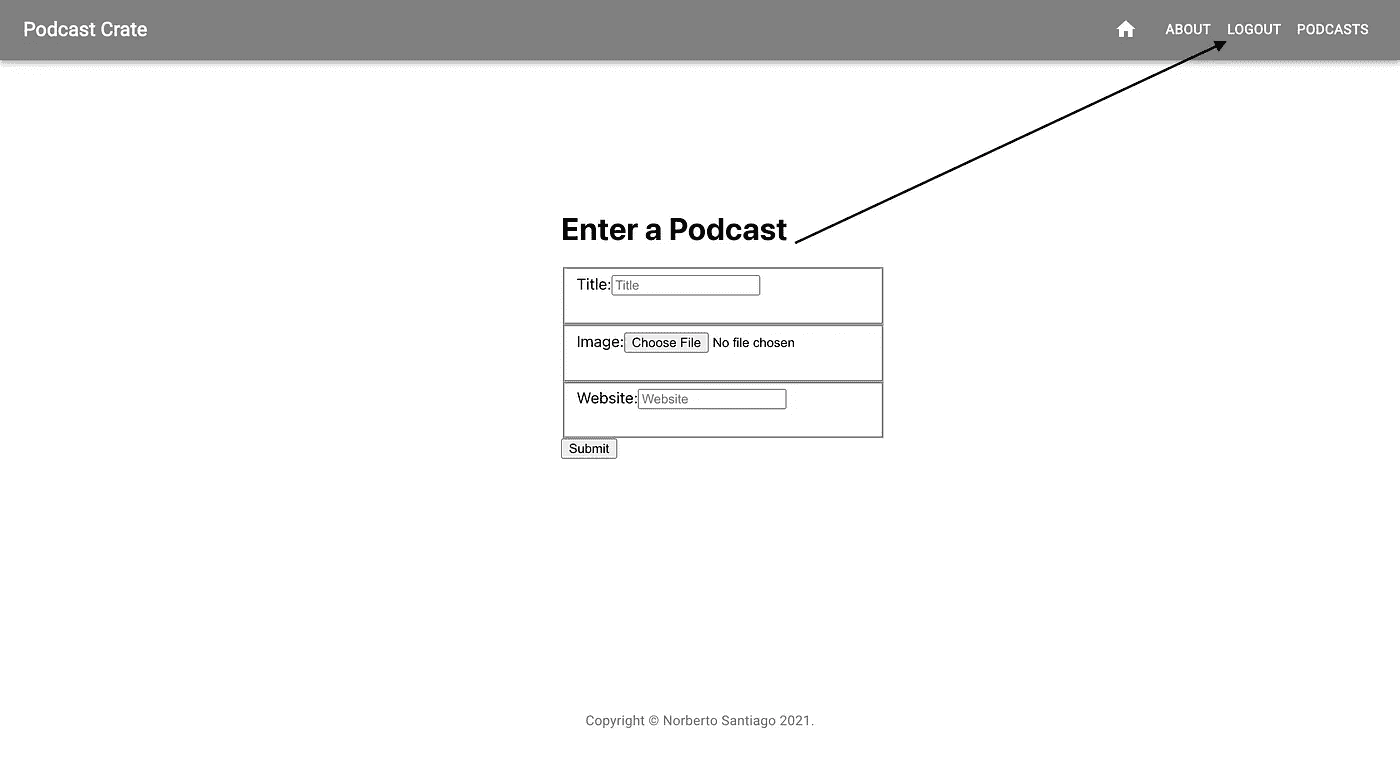 Podcast Crate ABOUT LOGOUT PODCASTS
Enter a Podcast
Title: Title
Image: Choose File No file chosen
Website: Website
Submit
Copyright © Norberto Santiago 2021.